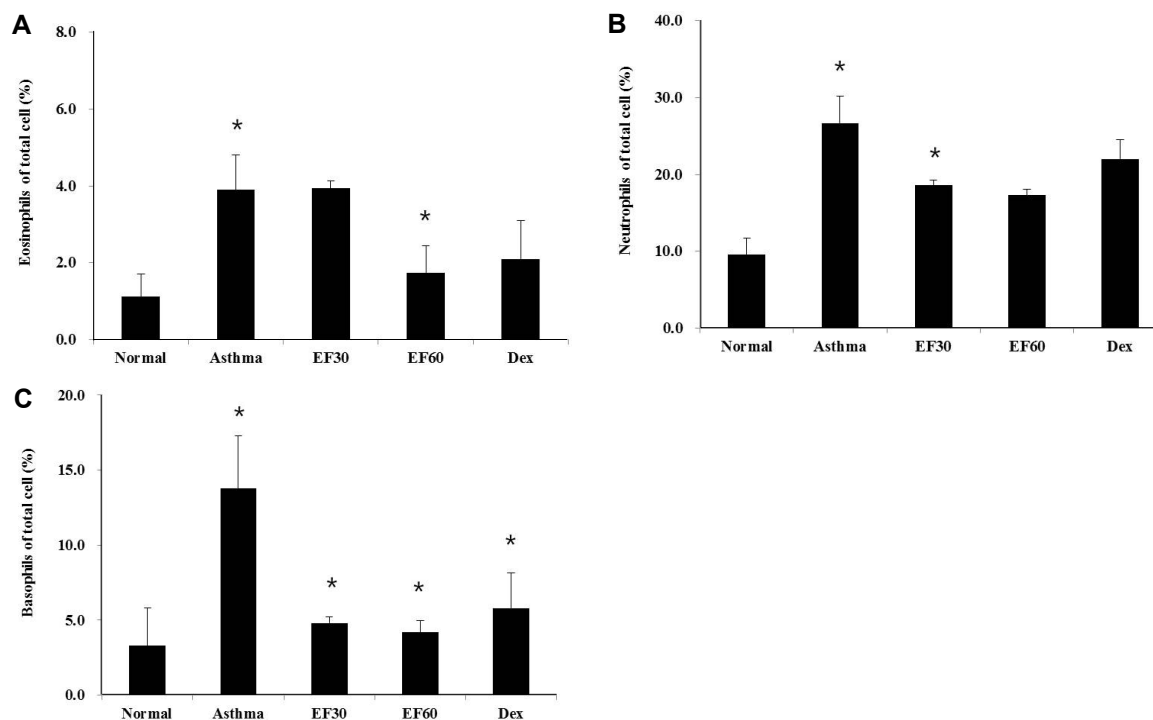 A
Eosinophils of total cell (%)
8.0
6.0
4.0
2.0
0.0
*
*
Normal Asthma EF30 EF60 Dex
B
Neutrophils of total cell (%)
40.0
30.0
20.0
10.0
0.0
*
*
Normal Asthma EF30 EF60 Dex
C
Basophils of total cell (%)
20.0
15.0
10.0
5.0
0.0
*
*
*
*
Normal Asthma EF30 EF60 Dex